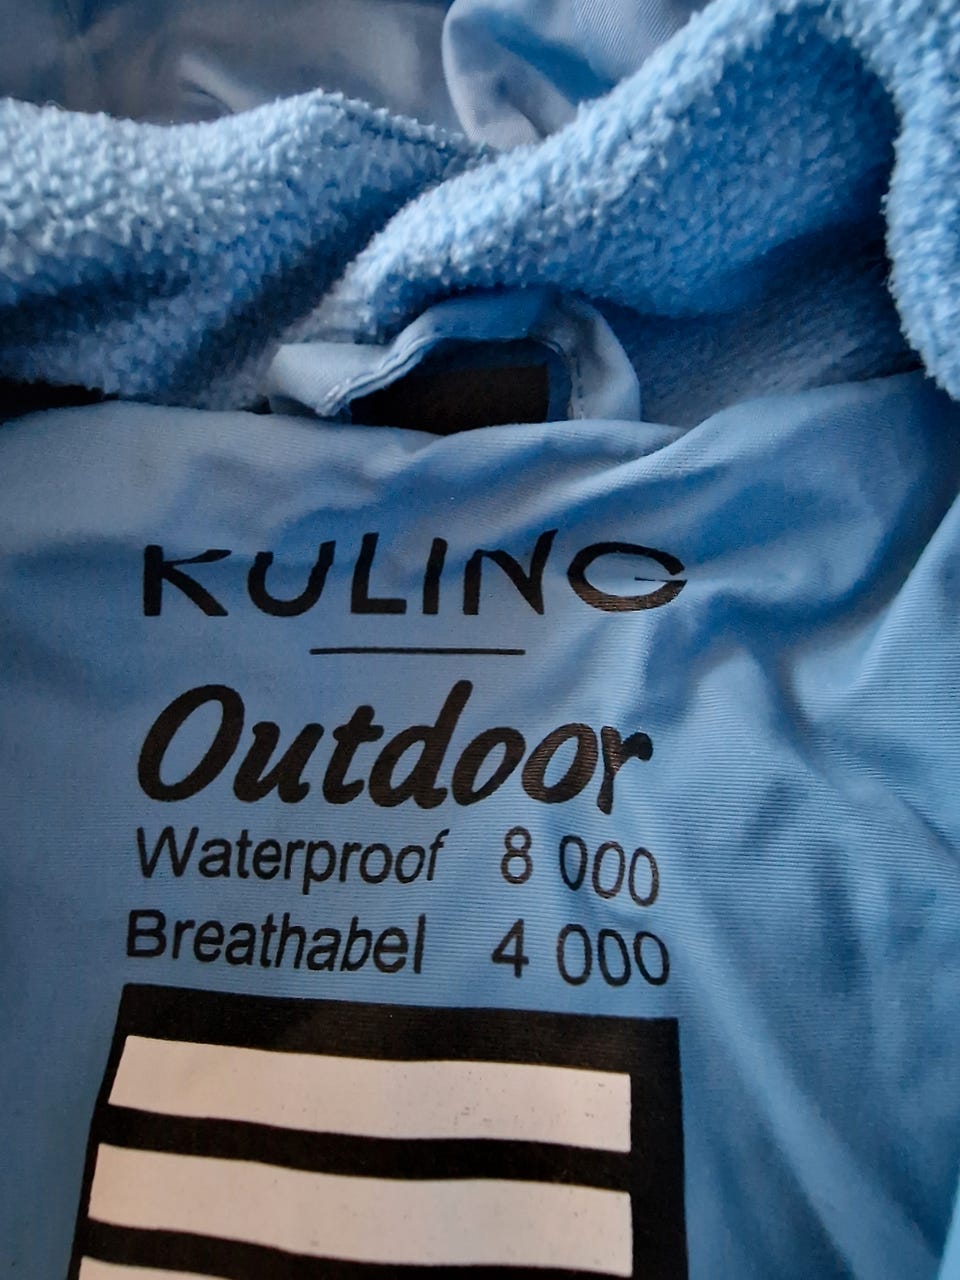 KULING
Outdoor
Waterproof 8 000
Breathabel 4 000